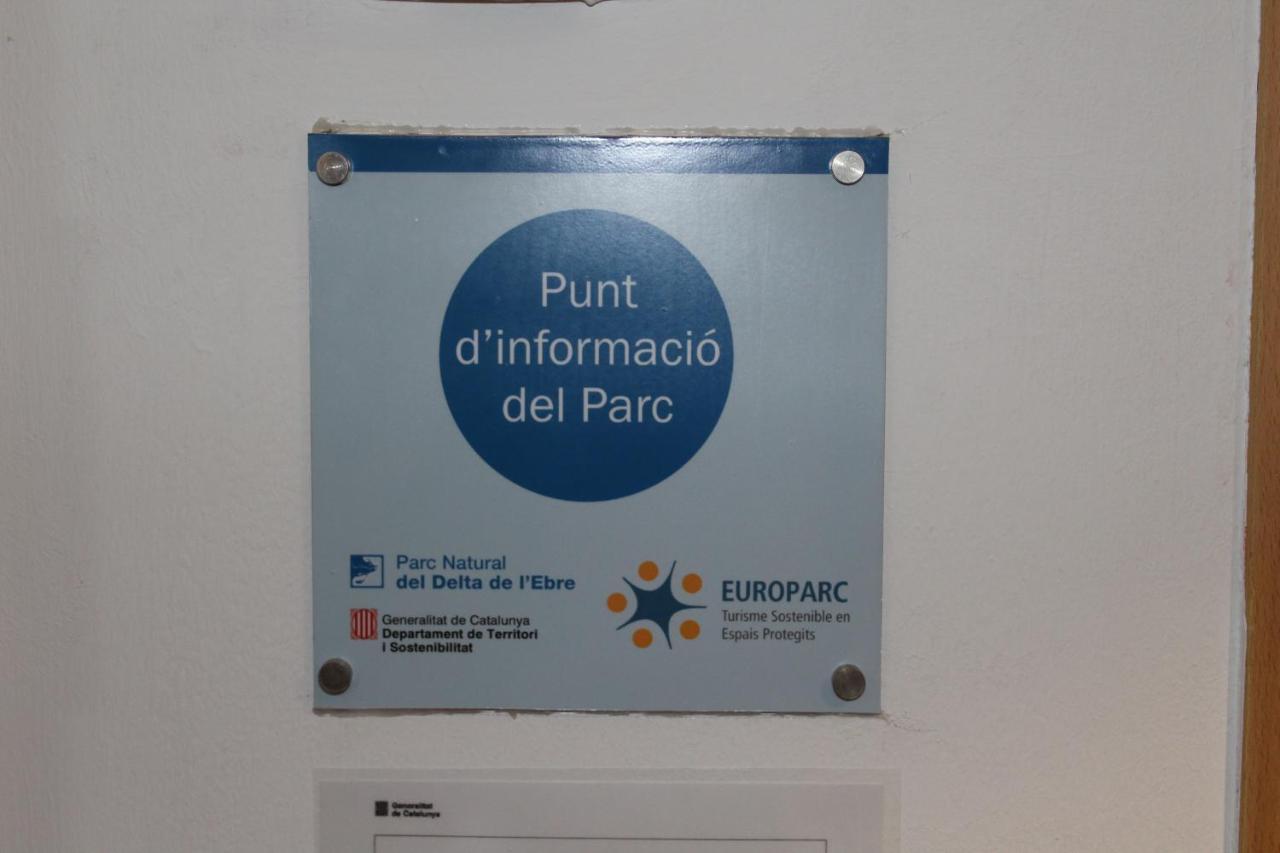 Punt
d'informació
del Parc
Parc Natural
del Delta de l'Ebre
Generalitat de Catalunya
Departament de Territori
i Sostenibilitat
EUROPARC
Turisme Sostenible en
Espais Protegits
Generalitat
de Catalunya